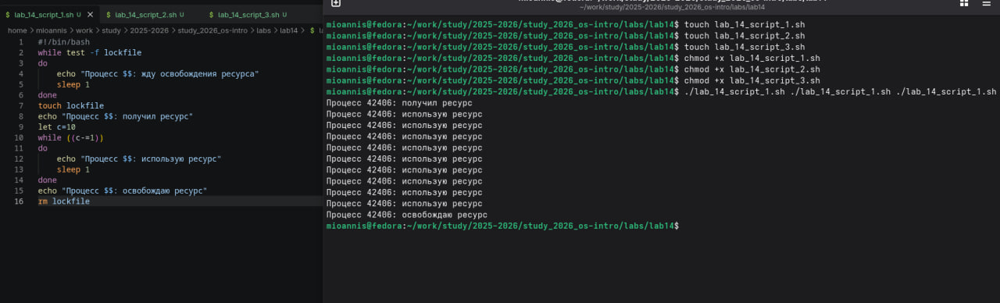 lab_14_script_1.sh U
lab_14_script_2.sh U
lab_14_script_3.sh U
home > mioannis > work > study > 2025-2026 > study_2026_os-intro > labs > lab14 > $
1 #!/bin/bash
2 while test -f lockfile
3 do
4 echo "Процесс $$: жду освобождения ресурса"
5 sleep 1
6 done
7 touch lockfile
8 echo "Процесс $$: получил ресурс"
9 let c=10
10 while ((c-=1))
11 do
12 echo "Процесс $$: использую ресурс"
13 sleep 1
14 done
15 echo "Процесс $$: освобождаю ресурс"
16 rm lockfile
~/work/study/2025-2026/study_2026_os-intro/labs/lab14
mioannis@fedora:~/work/study/2025-2026/study_2026_os-intro/labs/lab14$ touch lab_14_script_1.sh
mioannis@fedora:~/work/study/2025-2026/study_2026_os-intro/labs/lab14$ touch lab_14_script_2.sh
mioannis@fedora:~/work/study/2025-2026/study_2026_os-intro/labs/lab14$ touch lab_14_script_3.sh
mioannis@fedora:~/work/study/2025-2026/study_2026_os-intro/labs/lab14$ chmod +x lab_14_script_1.sh
mioannis@fedora:~/work/study/2025-2026/study_2026_os-intro/labs/lab14$ chmod +x lab_14_script_2.sh
mioannis@fedora:~/work/study/2025-2026/study_2026_os-intro/labs/lab14$ chmod +x lab_14_script_3.sh
mioannis@fedora:~/work/study/2025-2026/study_2026_os-intro/labs/lab14$ ./lab_14_script_1.sh ./lab_14_script_1.sh ./lab_14_script_1.sh
Процесс 42406: получил ресурс
Процесс 42406: использую ресурс
Процесс 42406: использую ресурс
Процесс 42406: использую ресурс
Процесс 42406: использую ресурс
Процесс 42406: использую ресурс
Процесс 42406: использую ресурс
Процесс 42406: использую ресурс
Процесс 42406: использую ресурс
Процесс 42406: использую ресурс
Процесс 42406: освобождаю ресурс
mioannis@fedora:~/work/study/2025-2026/study_2026_os-intro/labs/lab14$